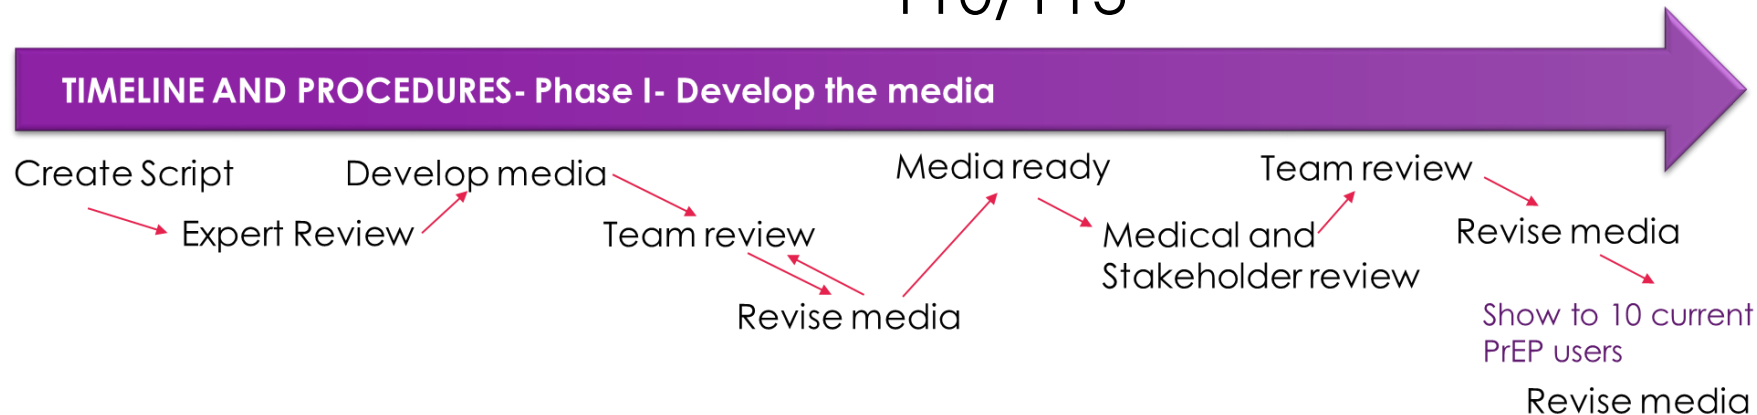 TIMELINE AND PROCEDURES- Phase I- Develop the media
Create Script
Expert Review
Develop media
Team review
Revise media
Media ready
Medical and
Stakeholder review
Team review
Revise media
Show to 10 current
PrEP users
Revise media